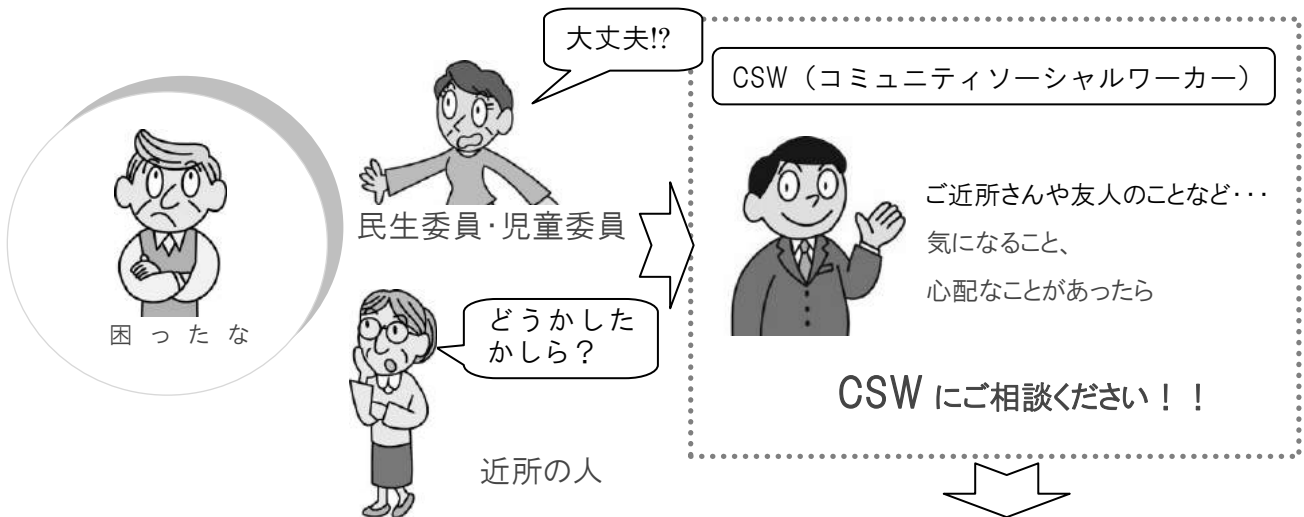 困ったな
大丈夫!?
民生委員・児童委員
どうかした
かしら？
近所の人
CSW（コミュニティソーシャルワーカー）
ご近所さんや友人のことなど･･･
気になること、
心配なことがあったら
CSW にご相談ください！！